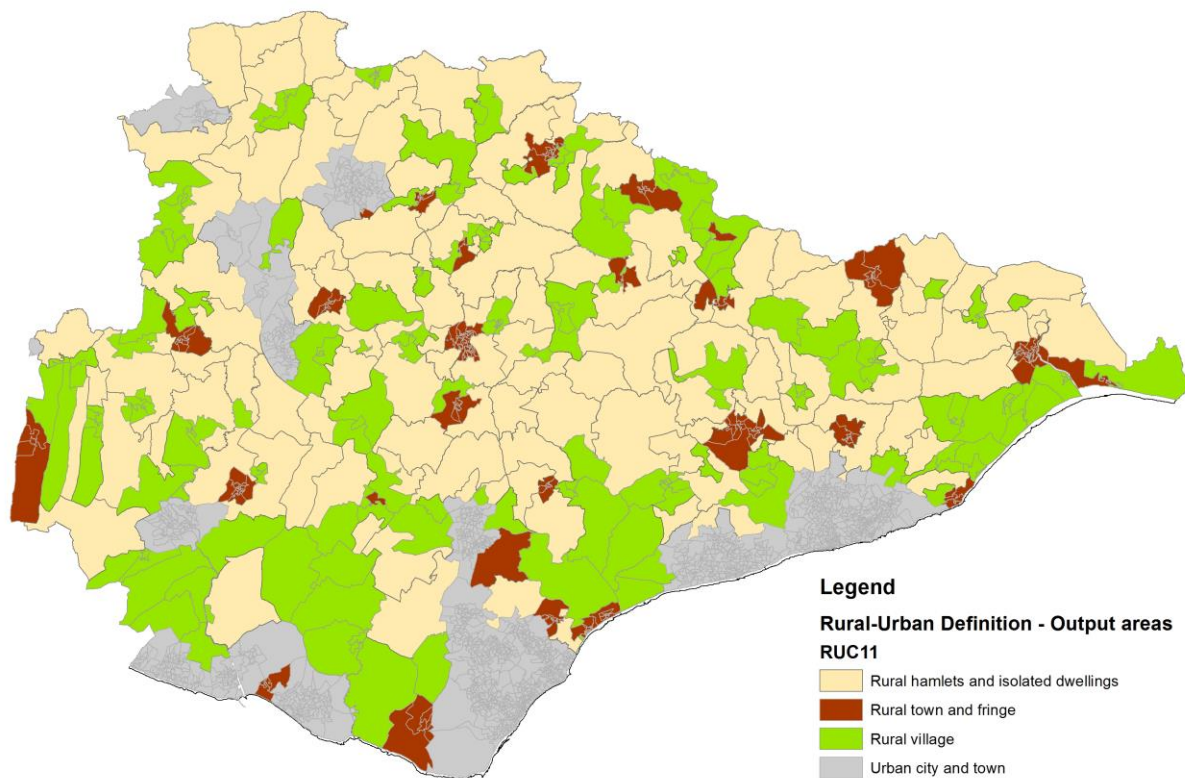 Legend
Rural-Urban Definition - Output areas
RUC11
Rural hamlets and isolated dwellings
Rural town and fringe
Rural village
Urban city and town